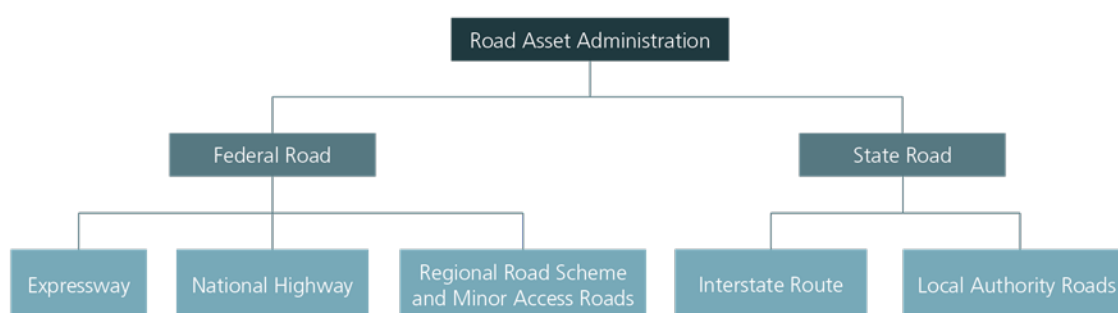 Road Asset Administration
Federal Road
State Road
Expressway
National Highway
Regional Road Scheme
and Minor Access Roads
Interstate Route
Local Authority Roads